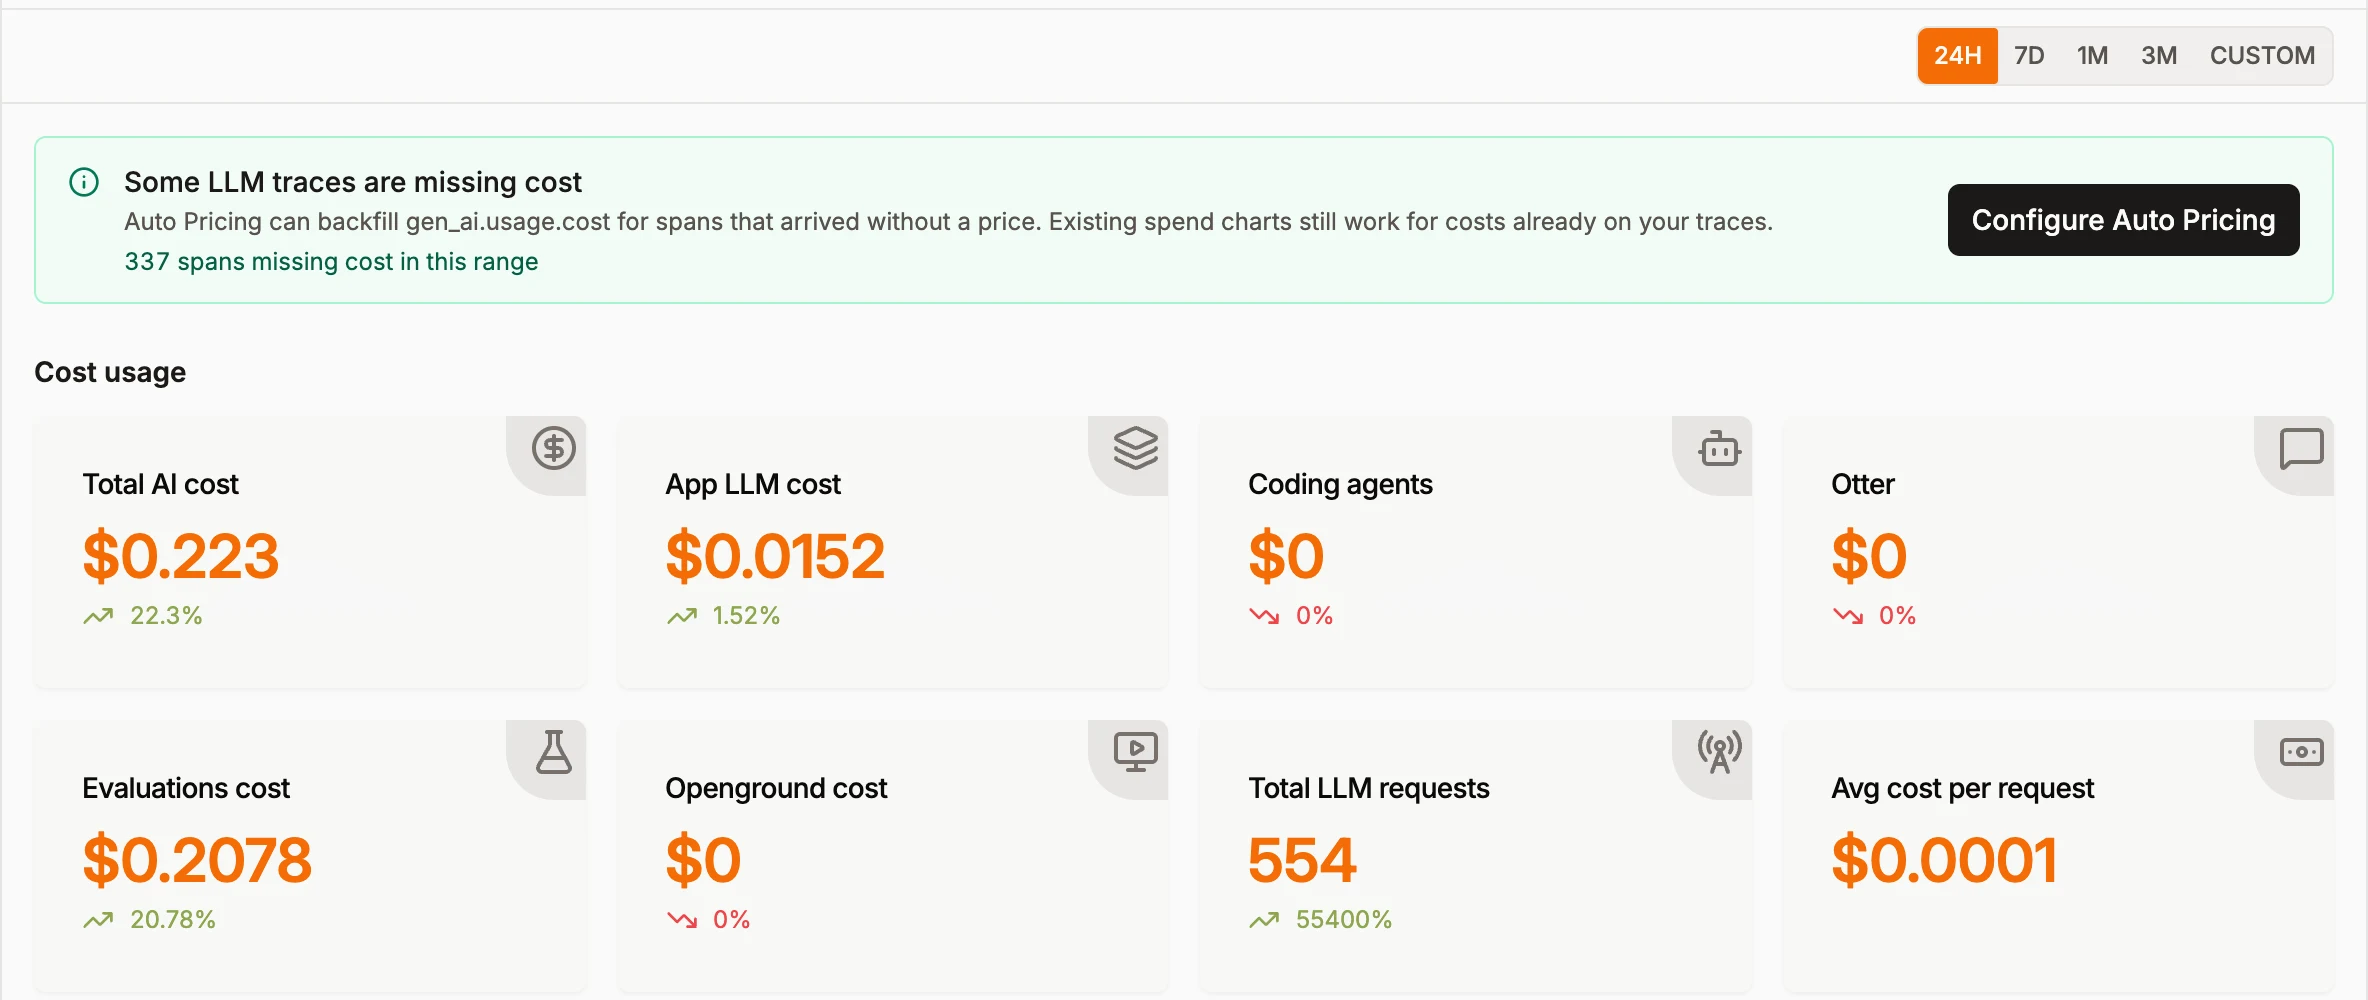 24H 7D 1M 3M CUSTOM
Some LLM traces are missing cost
Auto Pricing can backfill gen_ai.usage.cost for spans that arrived without a price. Existing spend charts still work for costs already on your traces.
337 spans missing cost in this range
Configure Auto Pricing
Cost usage
Total AI cost
$0.223
22.3%
App LLM cost
$0.0152
1.52%
Coding agents
$0
0%
Otter
$0
0%
Evaluations cost
$0.2078
20.78%
Openground cost
$0
0%
Total LLM requests
554
55400%
Avg cost per request
$0.0001